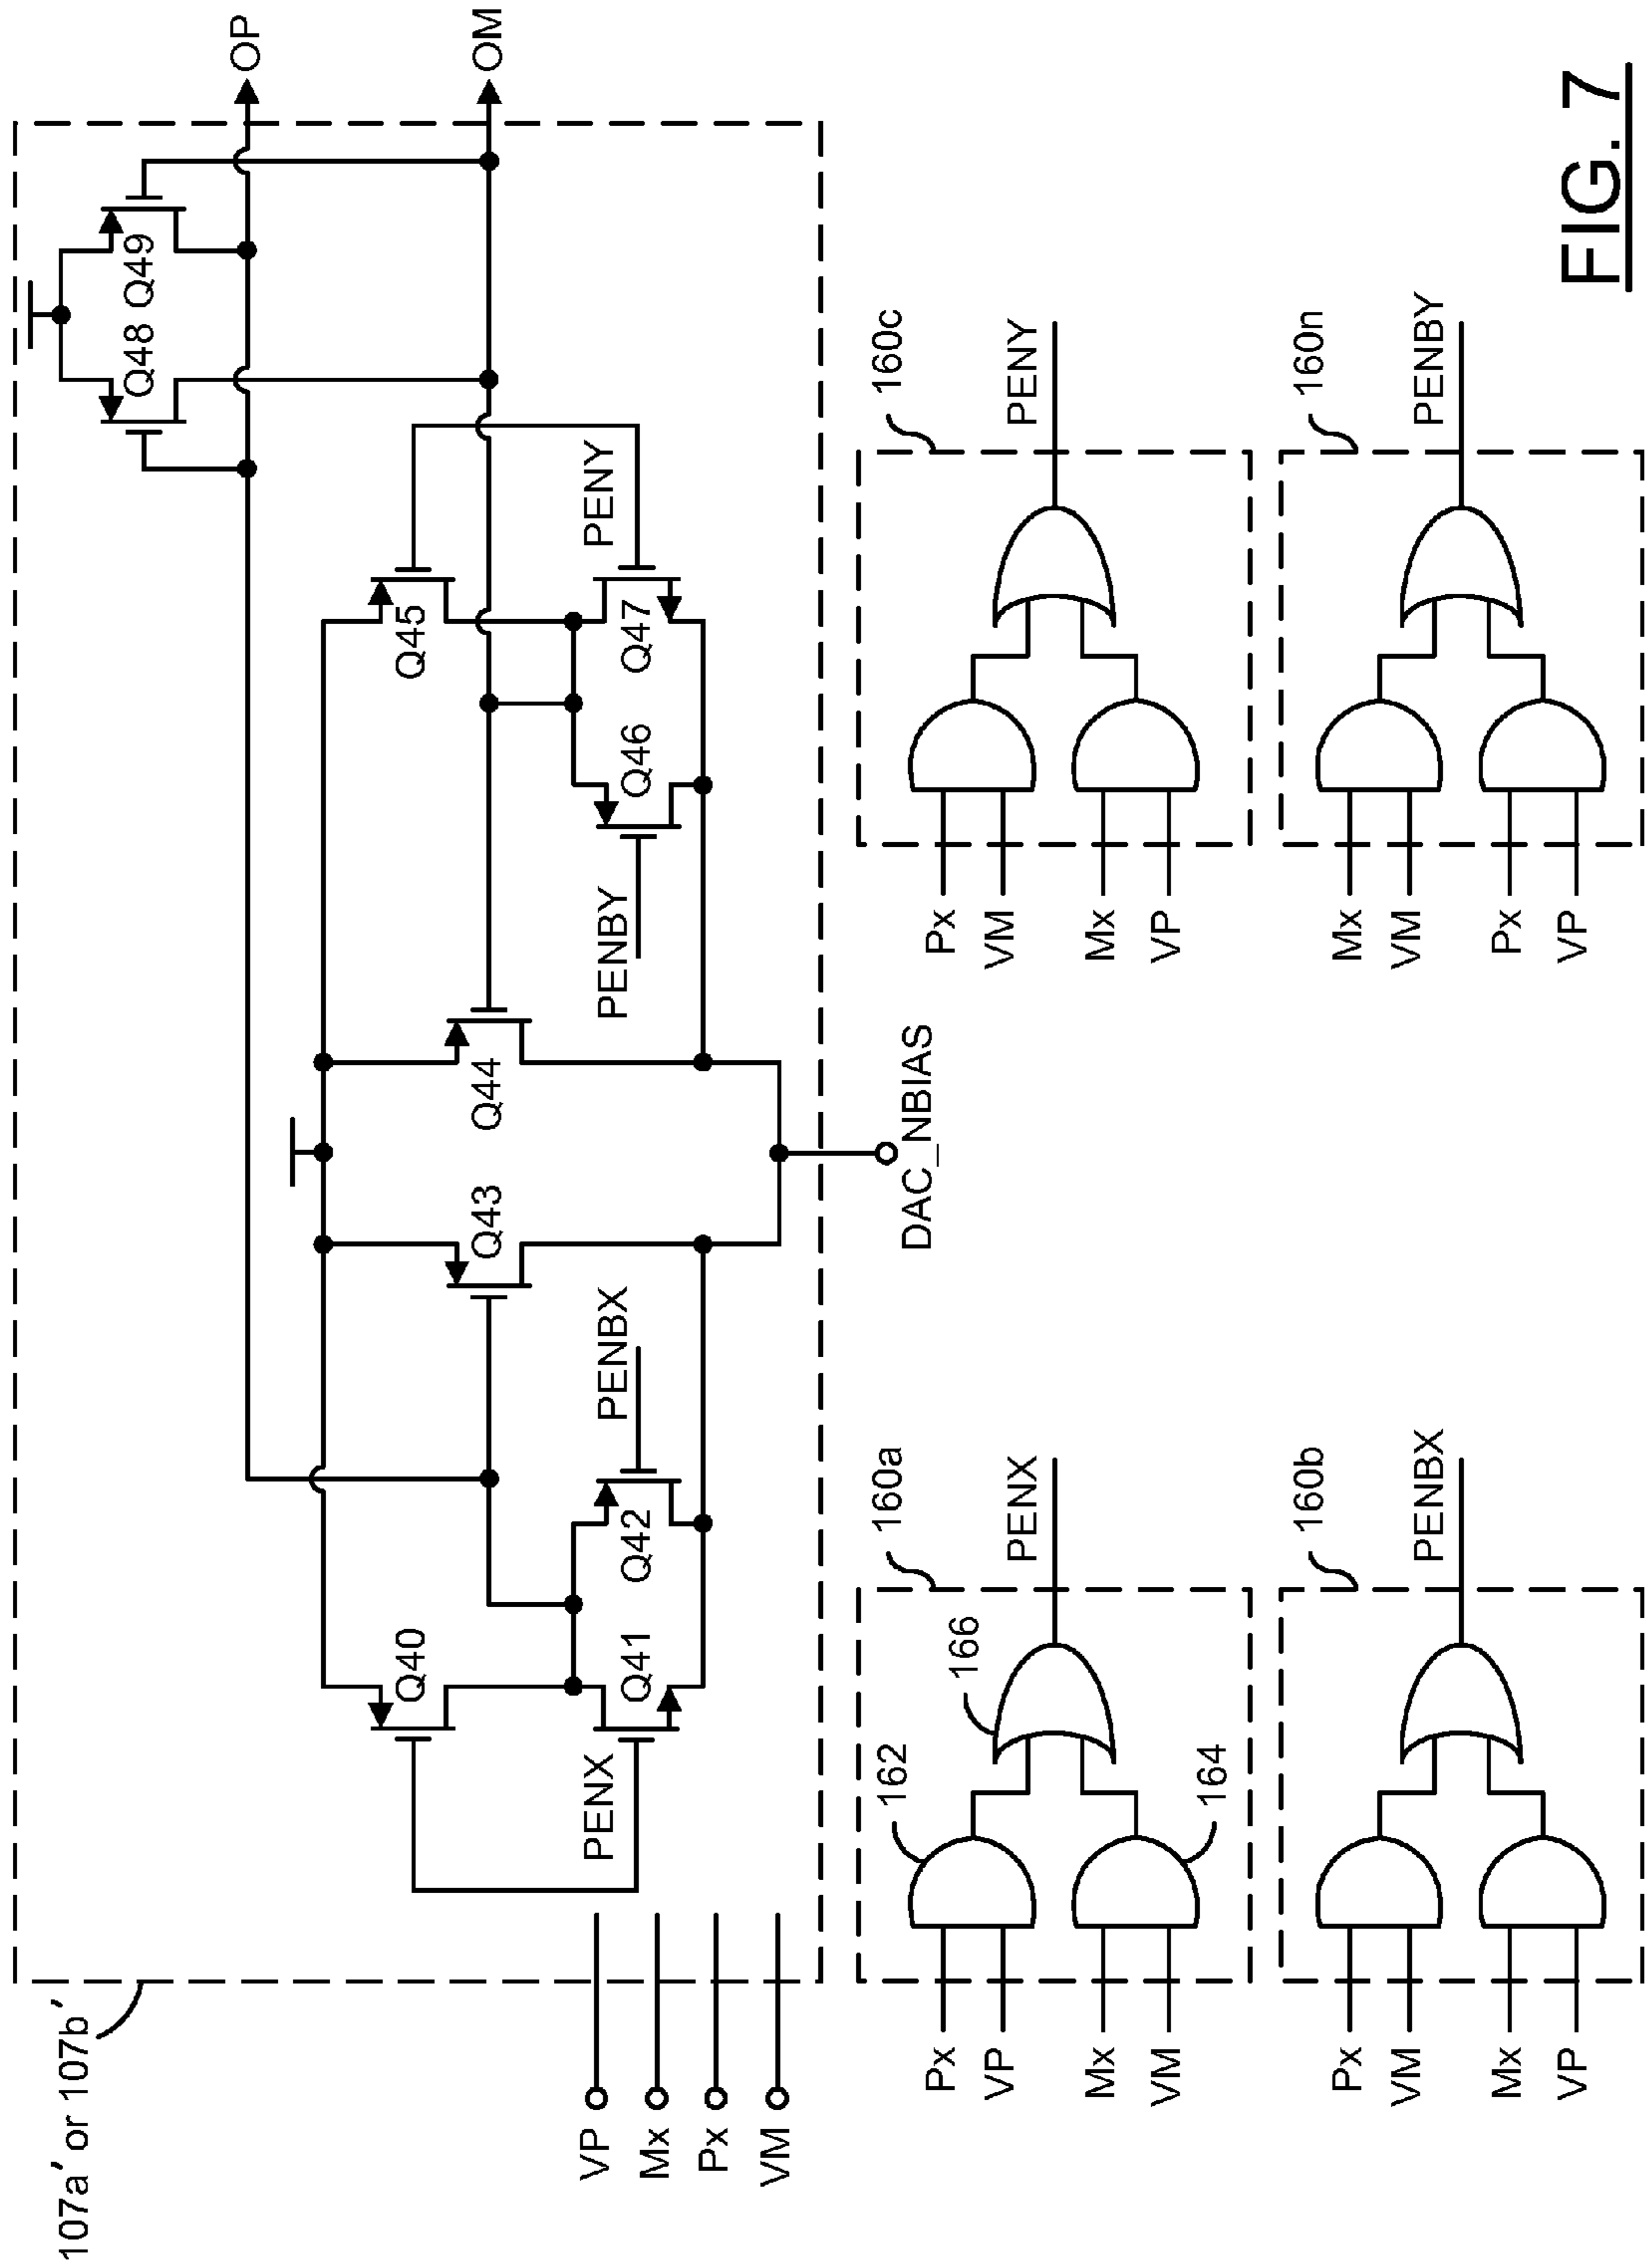 107a′ or 107b′
VP
Mx
Px
VM
Q40
PENX
Q41
Q42
PENBX
Q43
Q44
DAC_NBIAS
PENBY
Q46
Q45
Q47
PENY
Q48
Q49
OP
OM
160a
162
166
164
Px
VP
Mx
VM
PENX
160c
Px
VM
Mx
VP
PENY
160b
Px
VM
Mx
VP
PENBX
160n
Mx
VM
Px
VP
PENBY
FIG. 7